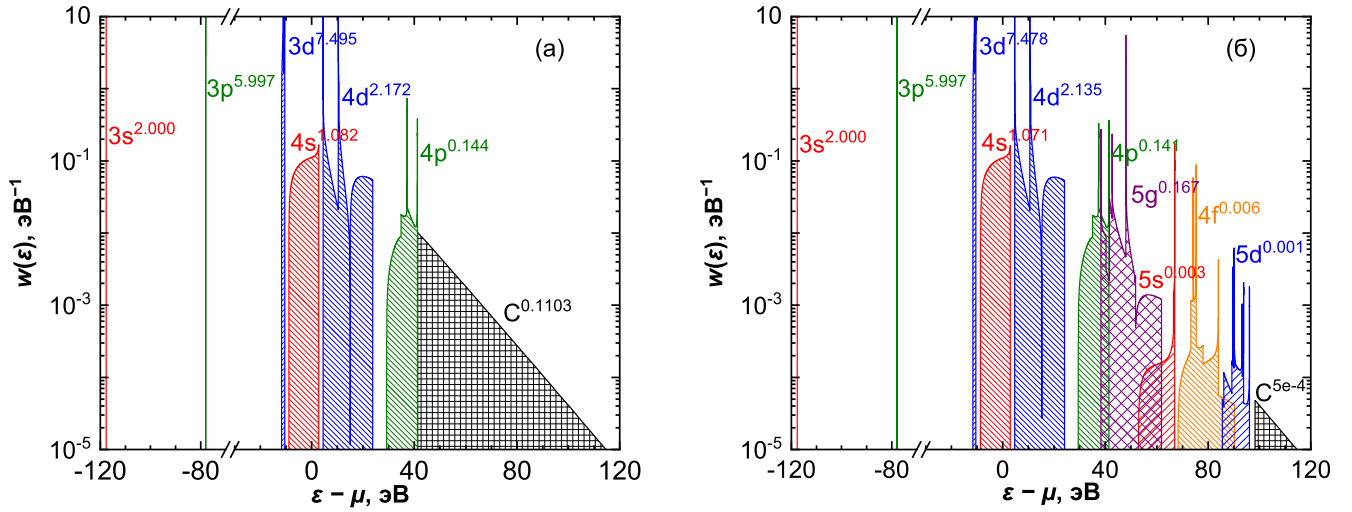 (а)
10
10⁻¹
10⁻³
10⁻⁵
w(ε), эВ⁻¹
3s²·⁰⁰⁰
3p⁵·⁹⁹⁷
3d⁷·⁴⁹⁵
4s¹·⁰⁸²
4d²·¹⁷²
4p⁰·¹⁴⁴
C⁰·¹¹⁰³
-120 -80 0 40 80 120
ε − μ, эВ
(б)
10
10⁻¹
10⁻³
10⁻⁵
w(ε), эВ⁻¹
3s²·⁰⁰⁰
3p⁵·⁹⁹⁷
3d⁷·⁴⁷⁸
4s¹·⁰⁷¹
4d²·¹³⁵
4p⁰·¹⁴¹
5g⁰·¹⁶⁷
5s⁰·⁰⁰³
4f⁰·⁰⁰⁶
5d⁰·⁰⁰¹
C⁵ᵉ⁻⁴
-120 -80 0 40 80 120
ε − μ, эВ